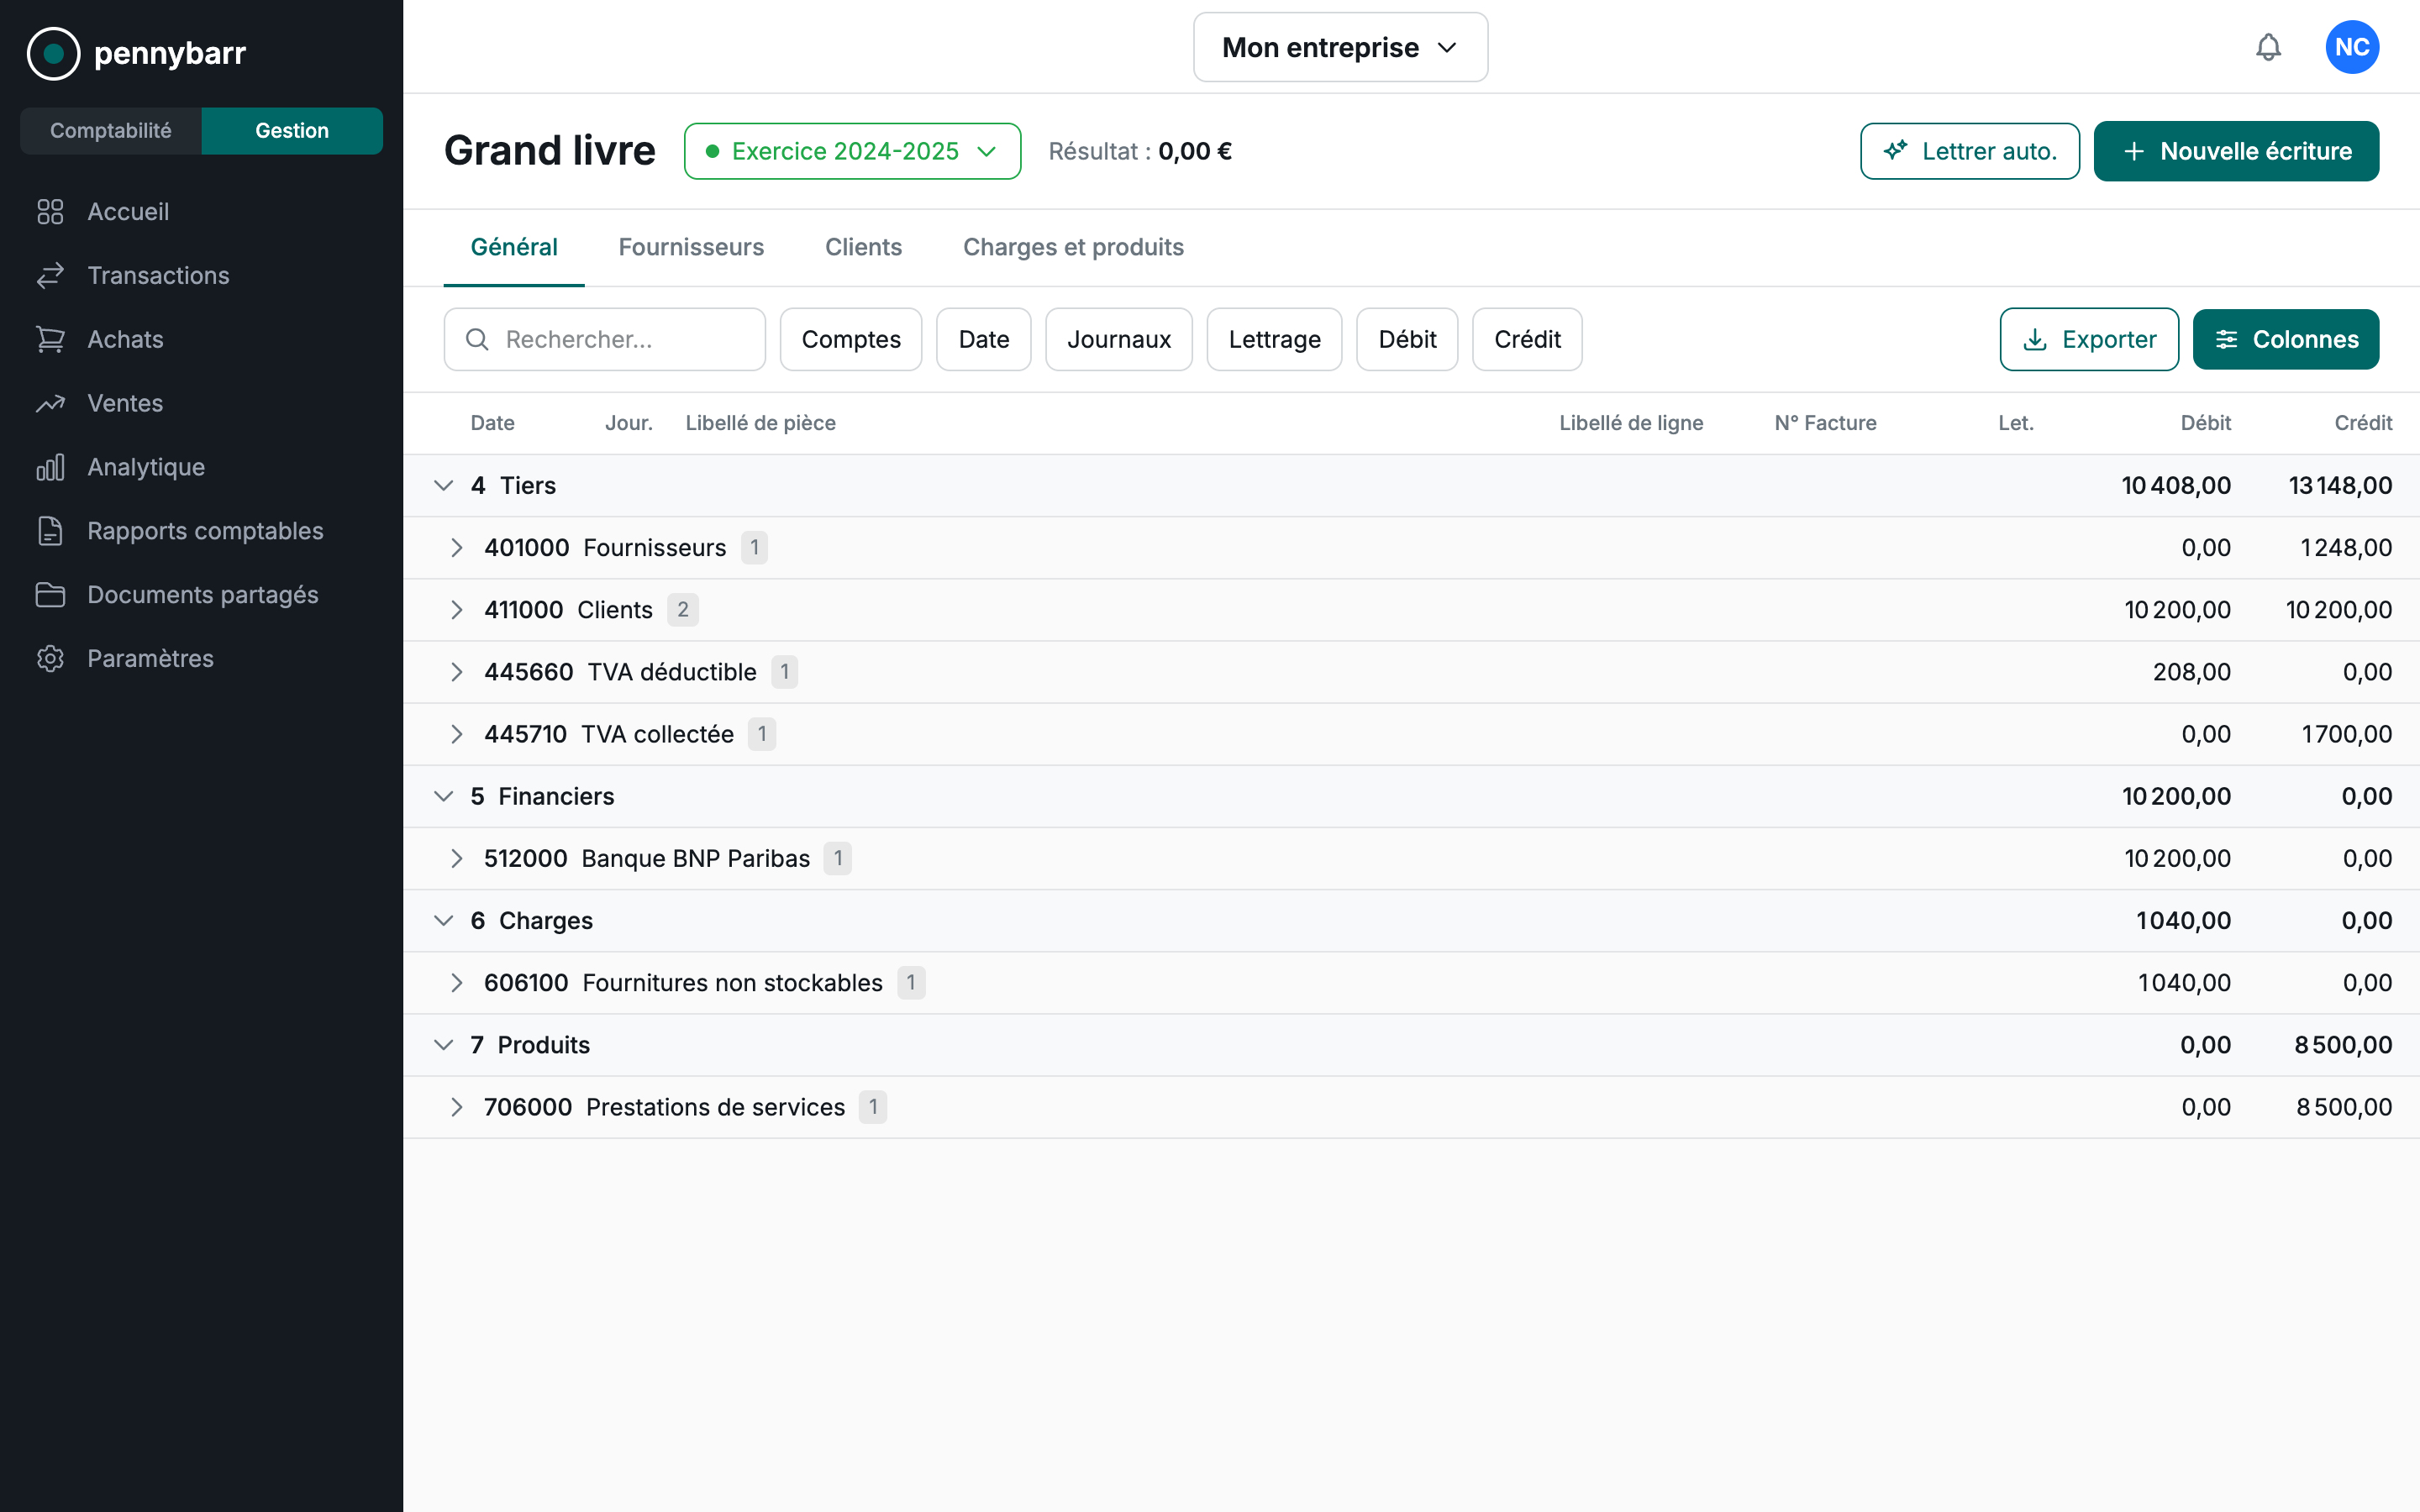 pennybarr
Comptabilité Gestion
Accueil
Transactions
Achats
Ventes
Analytique
Rapports comptables
Documents partagés
Paramètres
Mon entreprise
NC
Grand livre Exercice 2024-2025 Résultat : 0,00 € Lettrer auto. Nouvelle écriture
Général Fournisseurs Clients Charges et produits
Rechercher... Comptes Date Journaux Lettrage Débit Crédit Exporter Colonnes
Date Jour. Libellé de pièce Libellé de ligne N° Facture Let. Débit Crédit
4 Tiers 10 408,00 13 148,00
401000 Fournisseurs 1 0,00 1 248,00
411000 Clients 2 10 200,00 10 200,00
445660 TVA déductible 1 208,00 0,00
445710 TVA collectée 1 0,00 1 700,00
5 Financiers 10 200,00 0,00
512000 Banque BNP Paribas 1 10 200,00 0,00
6 Charges 1 040,00 0,00
606100 Fournitures non stockables 1 1 040,00 0,00
7 Produits 0,00 8 500,00
706000 Prestations de services 1 0,00 8 500,00